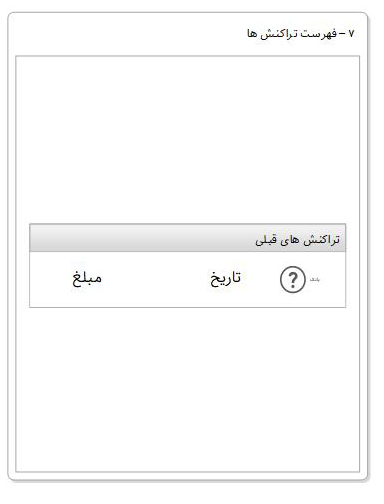 ۷ – فهرست تراکنش ها
تراکنش های قبلی
? تاریخ مبلغ